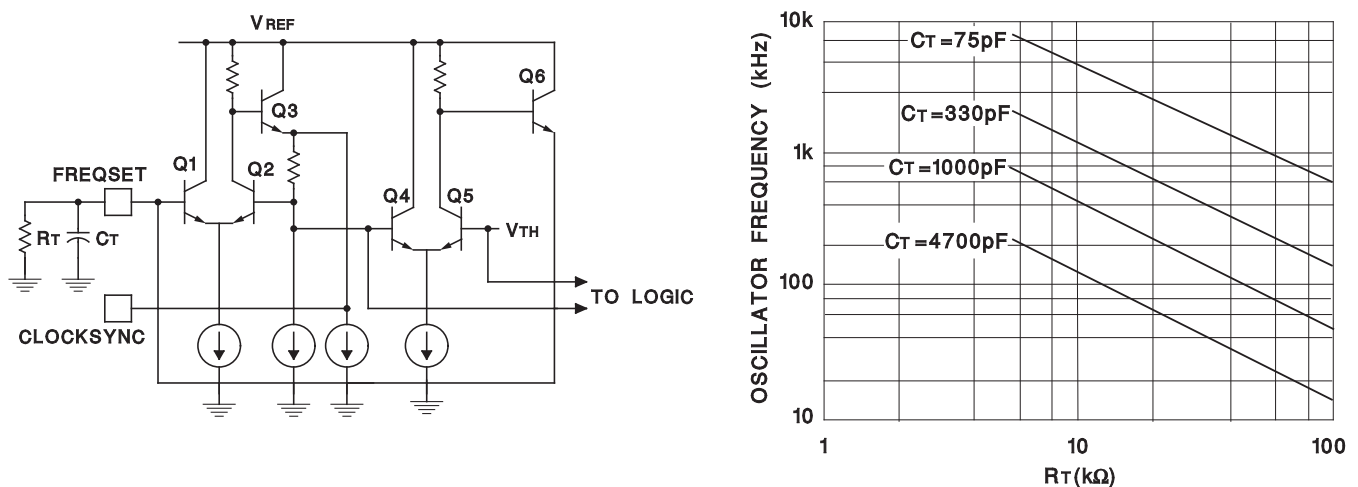 VREF
Q6
Q3
Q1
Q2
FREQSET
Q4
Q5
RT
CT
VTH
TO LOGIC
CLOCKSYNC
OSCILLATOR FREQUENCY (kHz)
10k
1k
100
10
CT=75pF
CT=330pF
CT=1000pF
CT=4700pF
1
10
100
RT(kΩ)